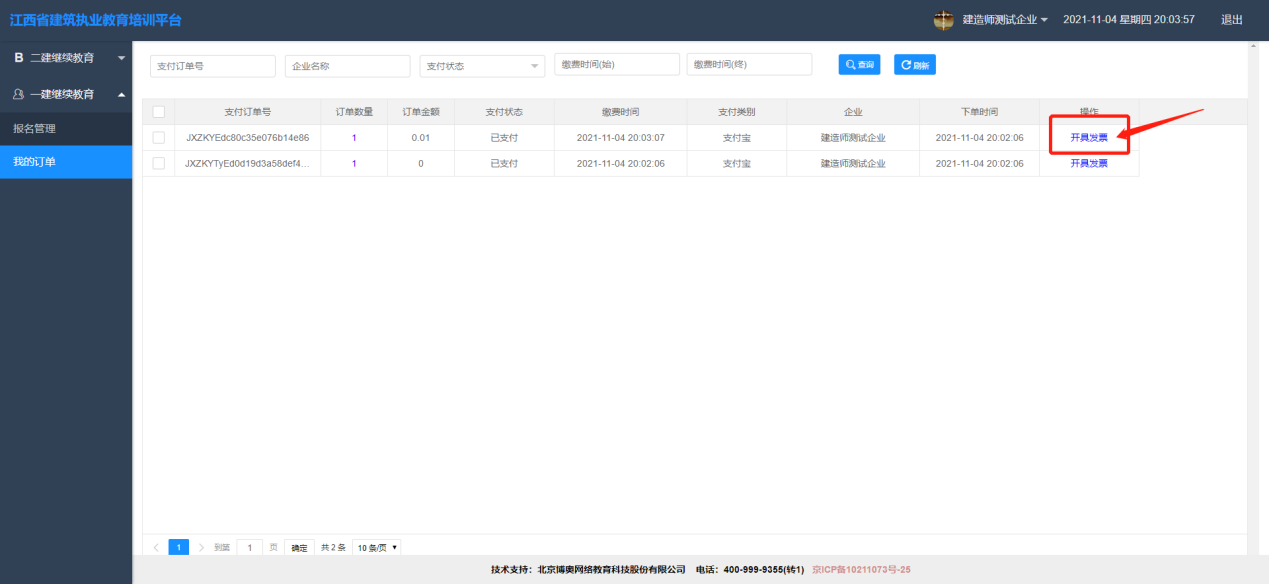 江西省建筑执业教育培训平台
建造师测试企业 2021-11-04 星期四 20:03:57 退出
B 二建继续教育
一建继续教育
报名管理
我的订单
支付订单号 企业名称 支付状态 缴费时间(始) 缴费时间(终) 查询 刷新
支付订单号 订单数量 订单金额 支付状态 缴费时间 支付类别 企业 下单时间 操作
JXZKYEdc80c35e076b14e86 1 0.01 已支付 2021-11-04 20:03:07 支付宝 建造师测试企业 2021-11-04 20:02:06 开具发票
JXZKYTyEd0d19d3a58def4... 1 0 已支付 2021-11-04 20:02:06 支付宝 建造师测试企业 2021-11-04 20:02:06 开具发票
1 到第 1 页 确定 共 2 条 10 条/页
技术支持：北京博奥网络教育科技股份有限公司 电话：400-999-9355(转1) 京ICP备10211073号-25